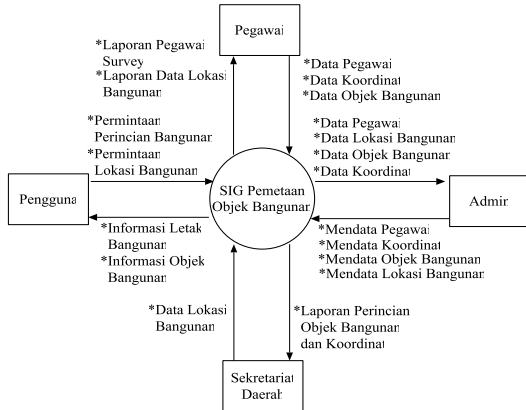 Pegawai
*Laporan Pegawai
Survey
*Laporan Data Lokasi
Bangunan
*Data Pegawai
*Data Koordinat
*Data Objek Bangunan
*Permintaan
Perincian Bangunan
*Permintaan
Lokasi Bangunan
*Data Pegawai
*Data Lokasi Bangunan
*Data Objek Bangunan
*Data Koordinat
Pengguna
SIG Pemetaan
Objek Bangunan
Admin
*Informasi Letak
Bangunan
*Informasi Objek
Bangunan
*Mendata Pegawai
*Mendata Koordinat
*Mendata Objek Bangunan
*Mendata Lokasi Bangunan
*Data Lokasi
Bangunan
*Laporan Perincian
Objek Bangunan
dan Koordinat
Sekretariat
Daerah